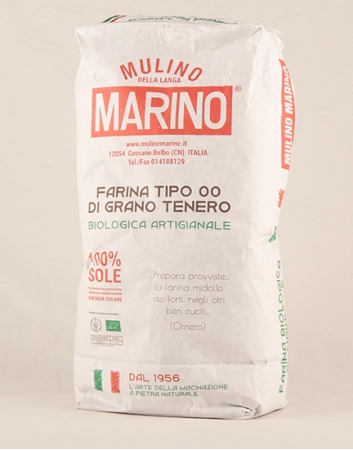 MULINO
DELLA LANGA
MARINO®
www.mulinomarino.it
12054 Cossano Belbo (CN) ITALIA
Tel./Fax 014188129
FARINA TIPO 00
DI GRANO TENERO
BIOLOGICA ARTIGIANALE
100%
SOLE
ENERGIA SOLARE
...Prepara provviste...
la farina midollo
dei forti, negli otri
ben cuciti...
(Omero)
DAL 1956
L'ARTE DELLA MACINAZIONE
A PIETRA NATURALE
MULINO MARINO
FARINA BIOLOGICA